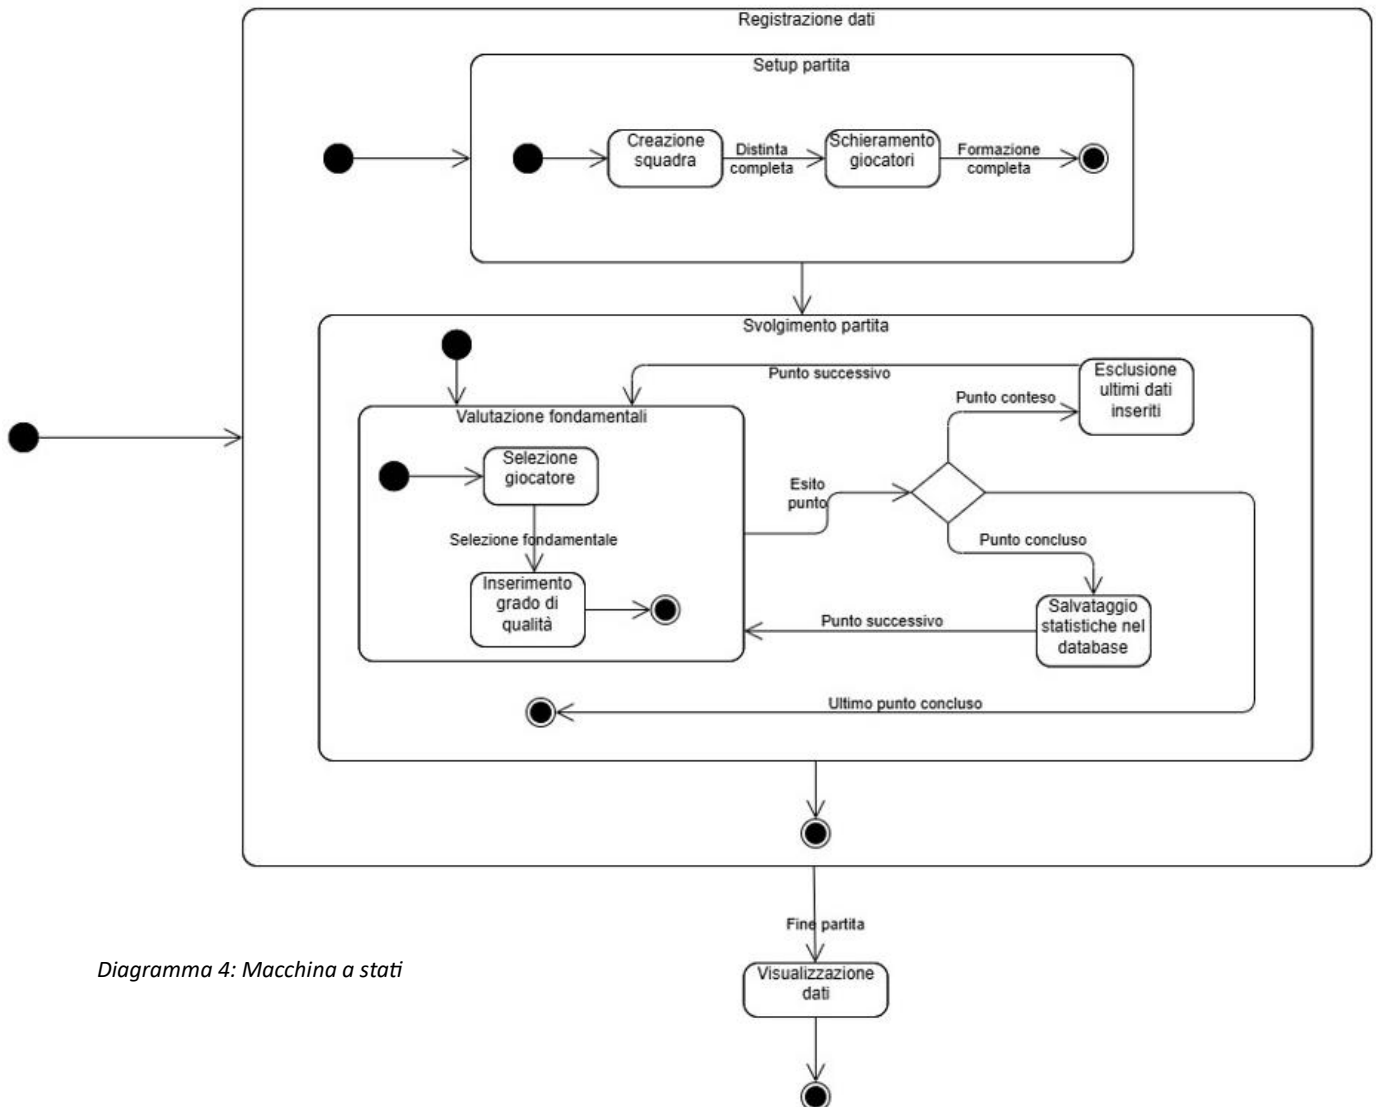 Registrazione dati
Setup partita
Creazione
squadra
Distinta
completa
Schieramento
giocatori
Formazione
completa
Svolgimento partita
Punto successivo
Esclusione
ultimi dati
inseriti
Punto conteso
Valutazione fondamentali
Selezione
giocatore
Esito
punto
Selezione fondamentale
Punto concluso
Inserimento
grado di
qualità
Punto successivo
Salvataggio
statistiche nel
database
Ultimo punto concluso
Fine partita
Diagramma 4: Macchina a stati
Visualizzazione
dati